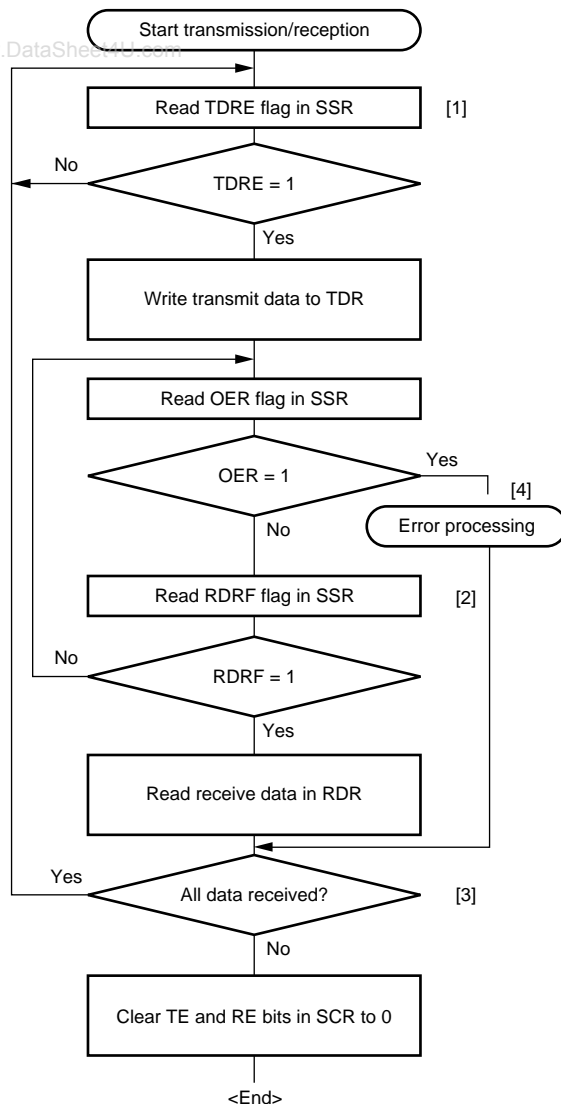 Start transmission/reception
.DataSheet4U.com
Read TDRE flag in SSR
[1]
No
TDRE = 1
Yes
Write transmit data to TDR
Read OER flag in SSR
OER = 1
Yes
[4]
Error processing
No
Read RDRF flag in SSR
[2]
No
RDRF = 1
Yes
Read receive data in RDR
Yes
All data received?
[3]
No
Clear TE and RE bits in SCR to 0
<End>